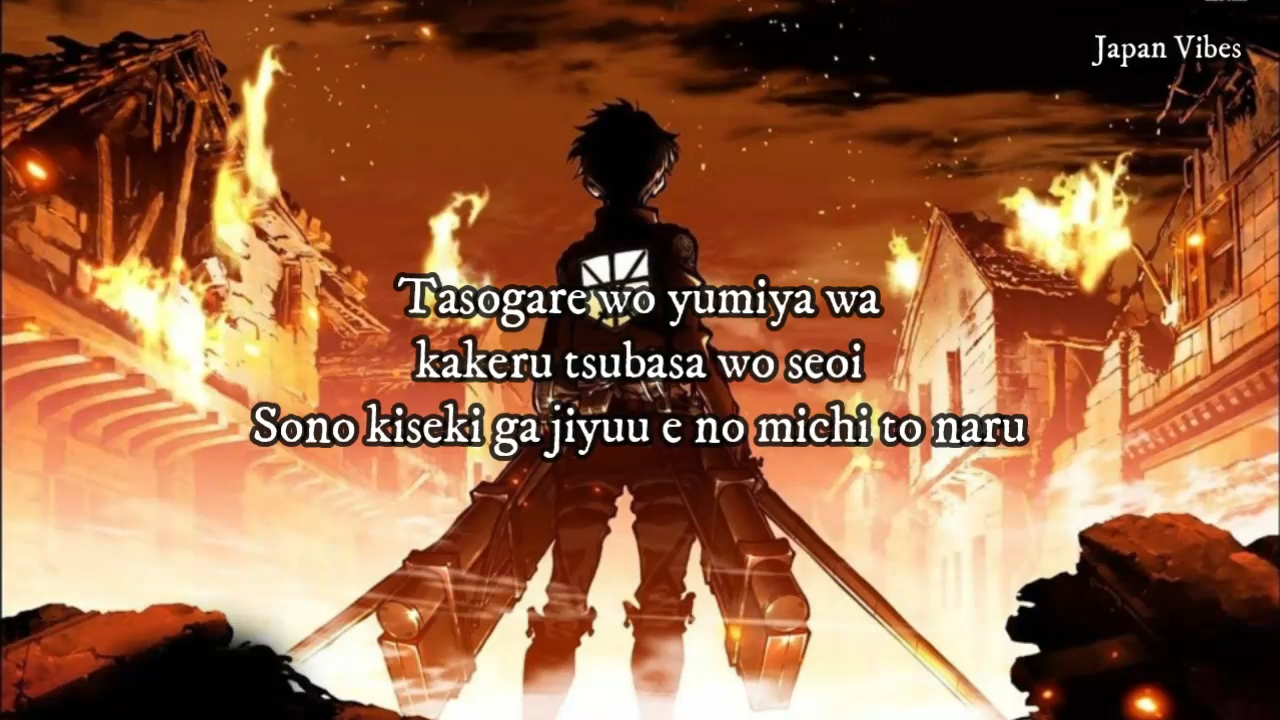 Japan Vibes
Tasogare wo yumiya wa
kakeru tsubasa wo seoi
Sono kiseki ga jiyuu e no michi to naru